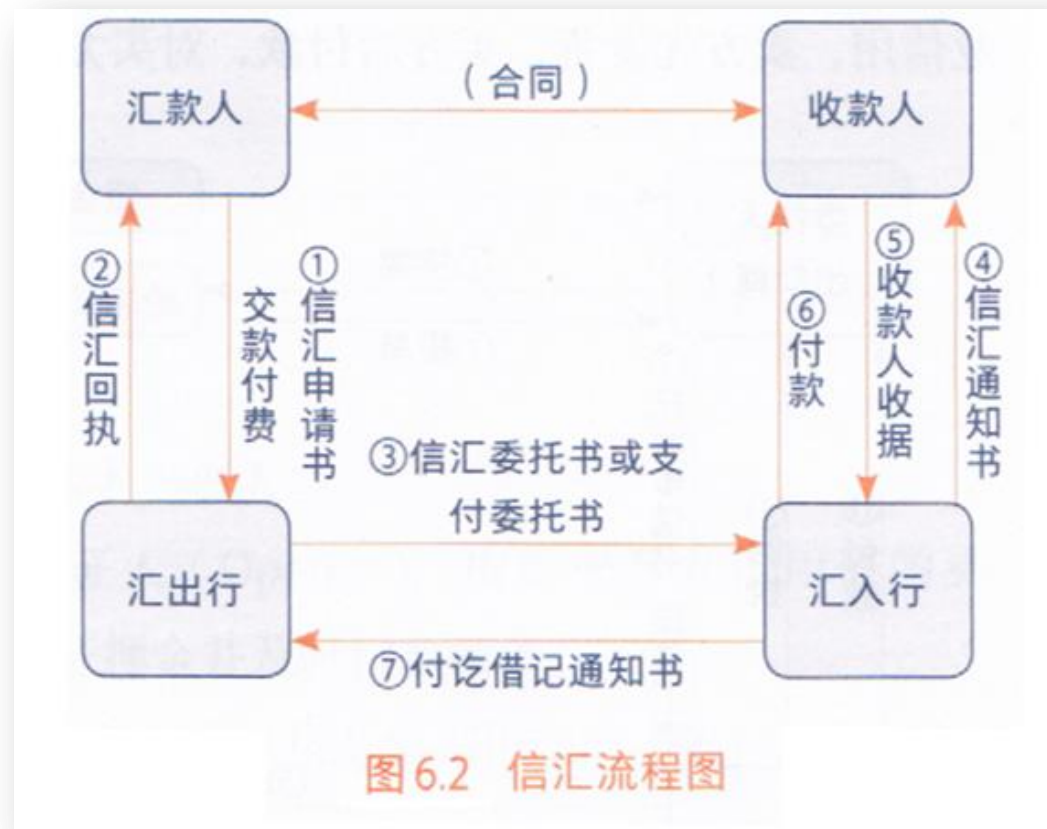 汇款人
（合同）
收款人
②信汇回执
交款付费
①信汇申请书
⑥付款
⑤收款人收据
④信汇通知书
③信汇委托书或支
付委托书
汇出行
汇入行
⑦付讫借记通知书
图6.2 信汇流程图